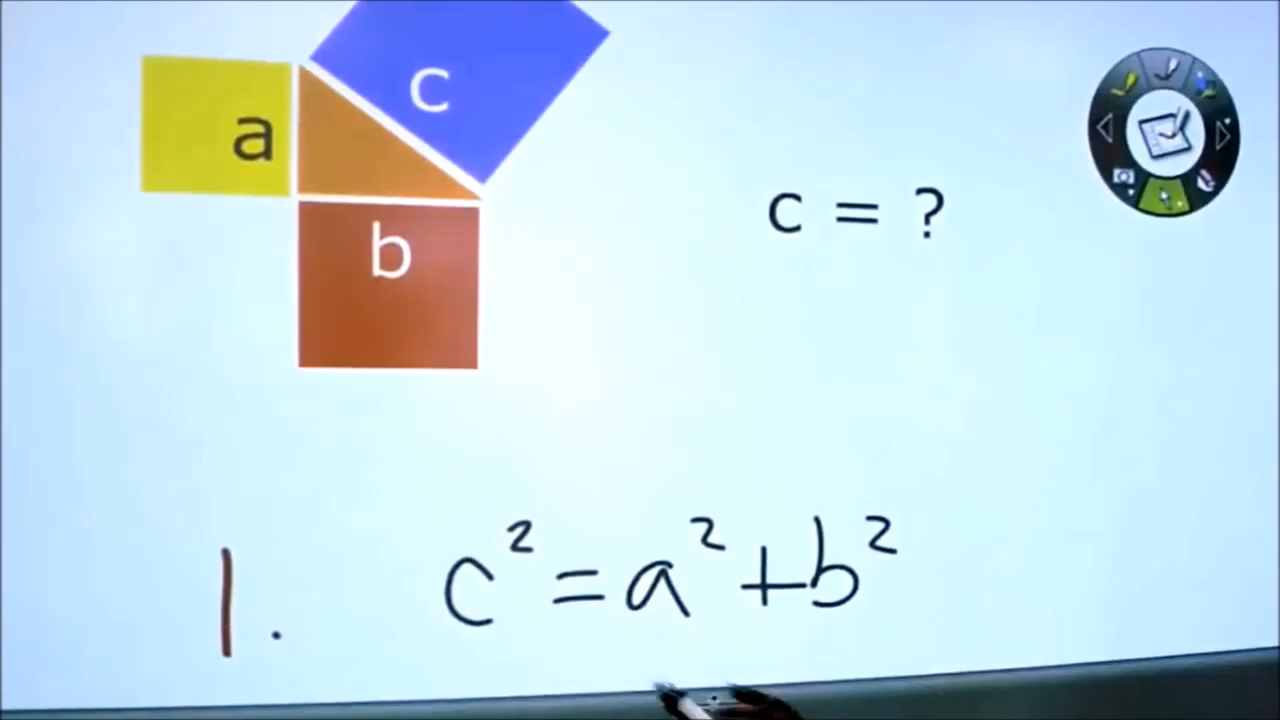 c
a
b
c = ?
1. c² = a² + b²